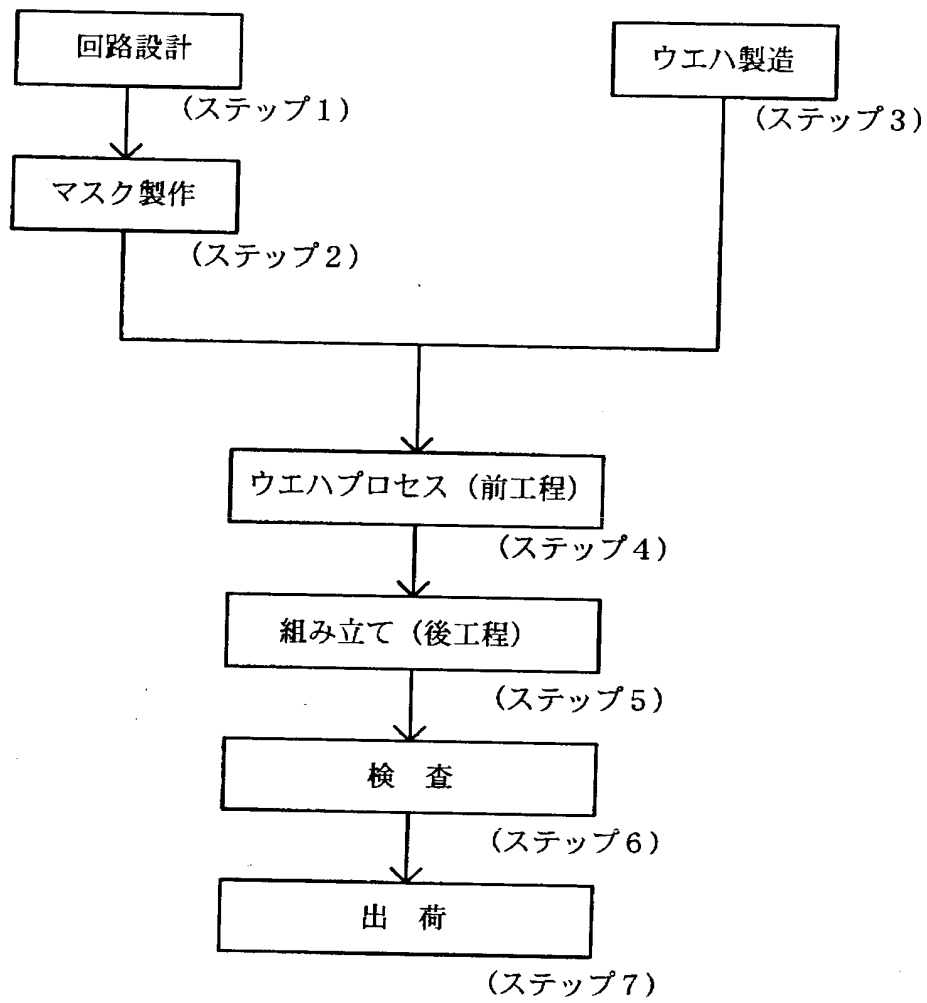 回路設計
(ステップ1)
マスク製作
(ステップ2)
ウエハ製造
(ステップ3)
ウエハプロセス(前工程)
(ステップ4)
組み立て(後工程)
(ステップ5)
検 査
(ステップ6)
出 荷
(ステップ7)